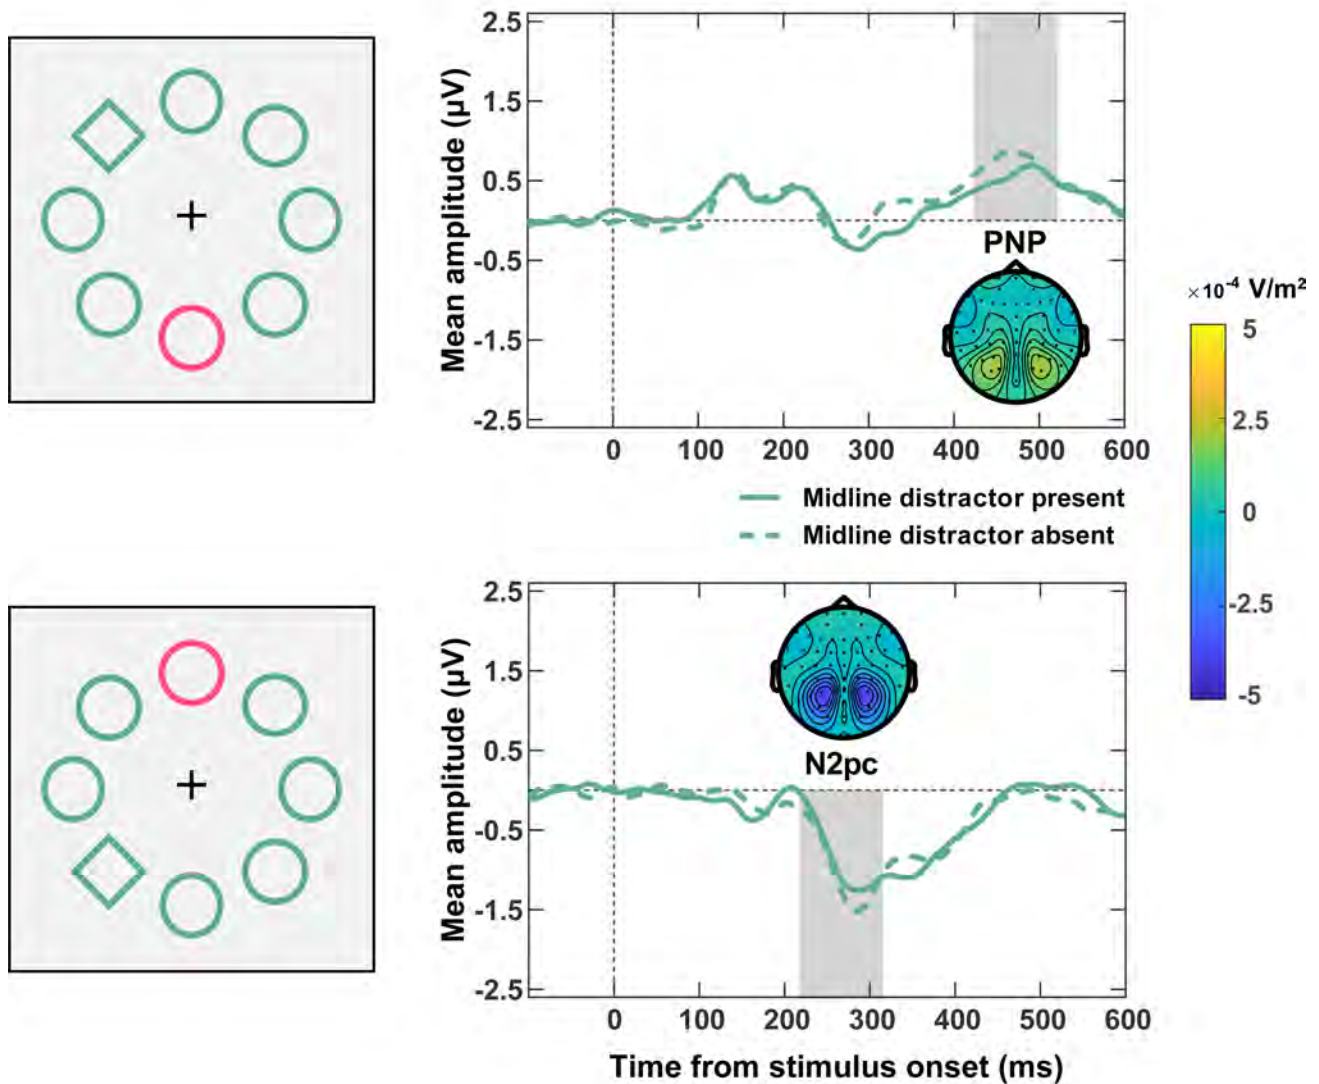 2.5
1.5
0.5
-0.5
-1.5
-2.5
Mean amplitude (µV)
PNP
0 100 200 300 400 500 600
Midline distractor present
Midline distractor absent
×10⁻⁴ V/m²
5
2.5
0
-2.5
-5
2.5
1.5
0.5
-0.5
-1.5
-2.5
Mean amplitude (µV)
N2pc
0 100 200 300 400 500 600
Time from stimulus onset (ms)